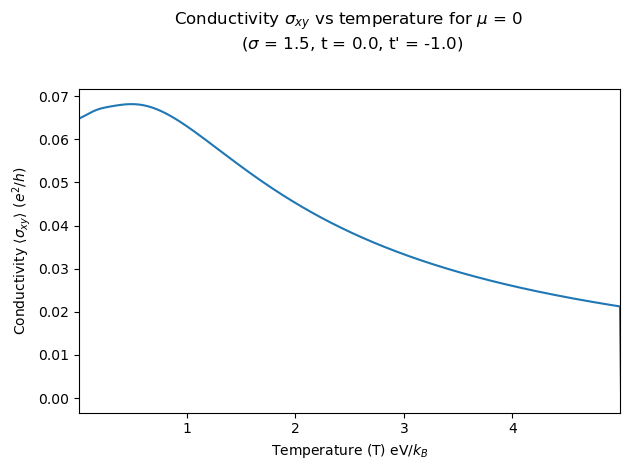 Conductivity σxy vs temperature for μ = 0
(σ = 1.5, t = 0.0, t' = -1.0)
0.07
0.06
0.05
0.04
0.03
0.02
0.01
0.00
Conductivity ⟨σxy⟩ (e²/h)
1 2 3 4
Temperature (T) eV/kB